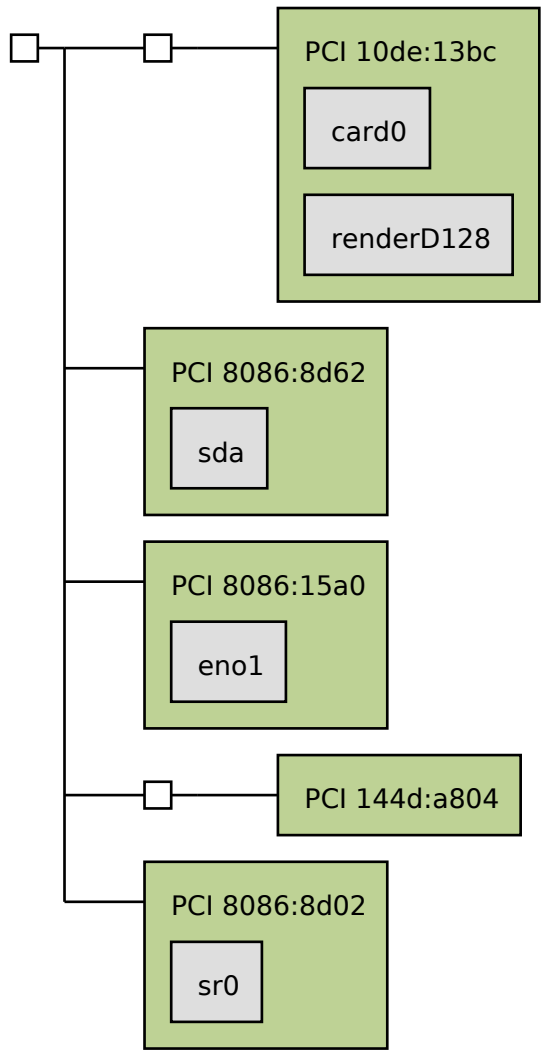 PCI 10de:13bc
card0
renderD128
PCI 8086:8d62
sda
PCI 8086:15a0
eno1
PCI 144d:a804
PCI 8086:8d02
sr0